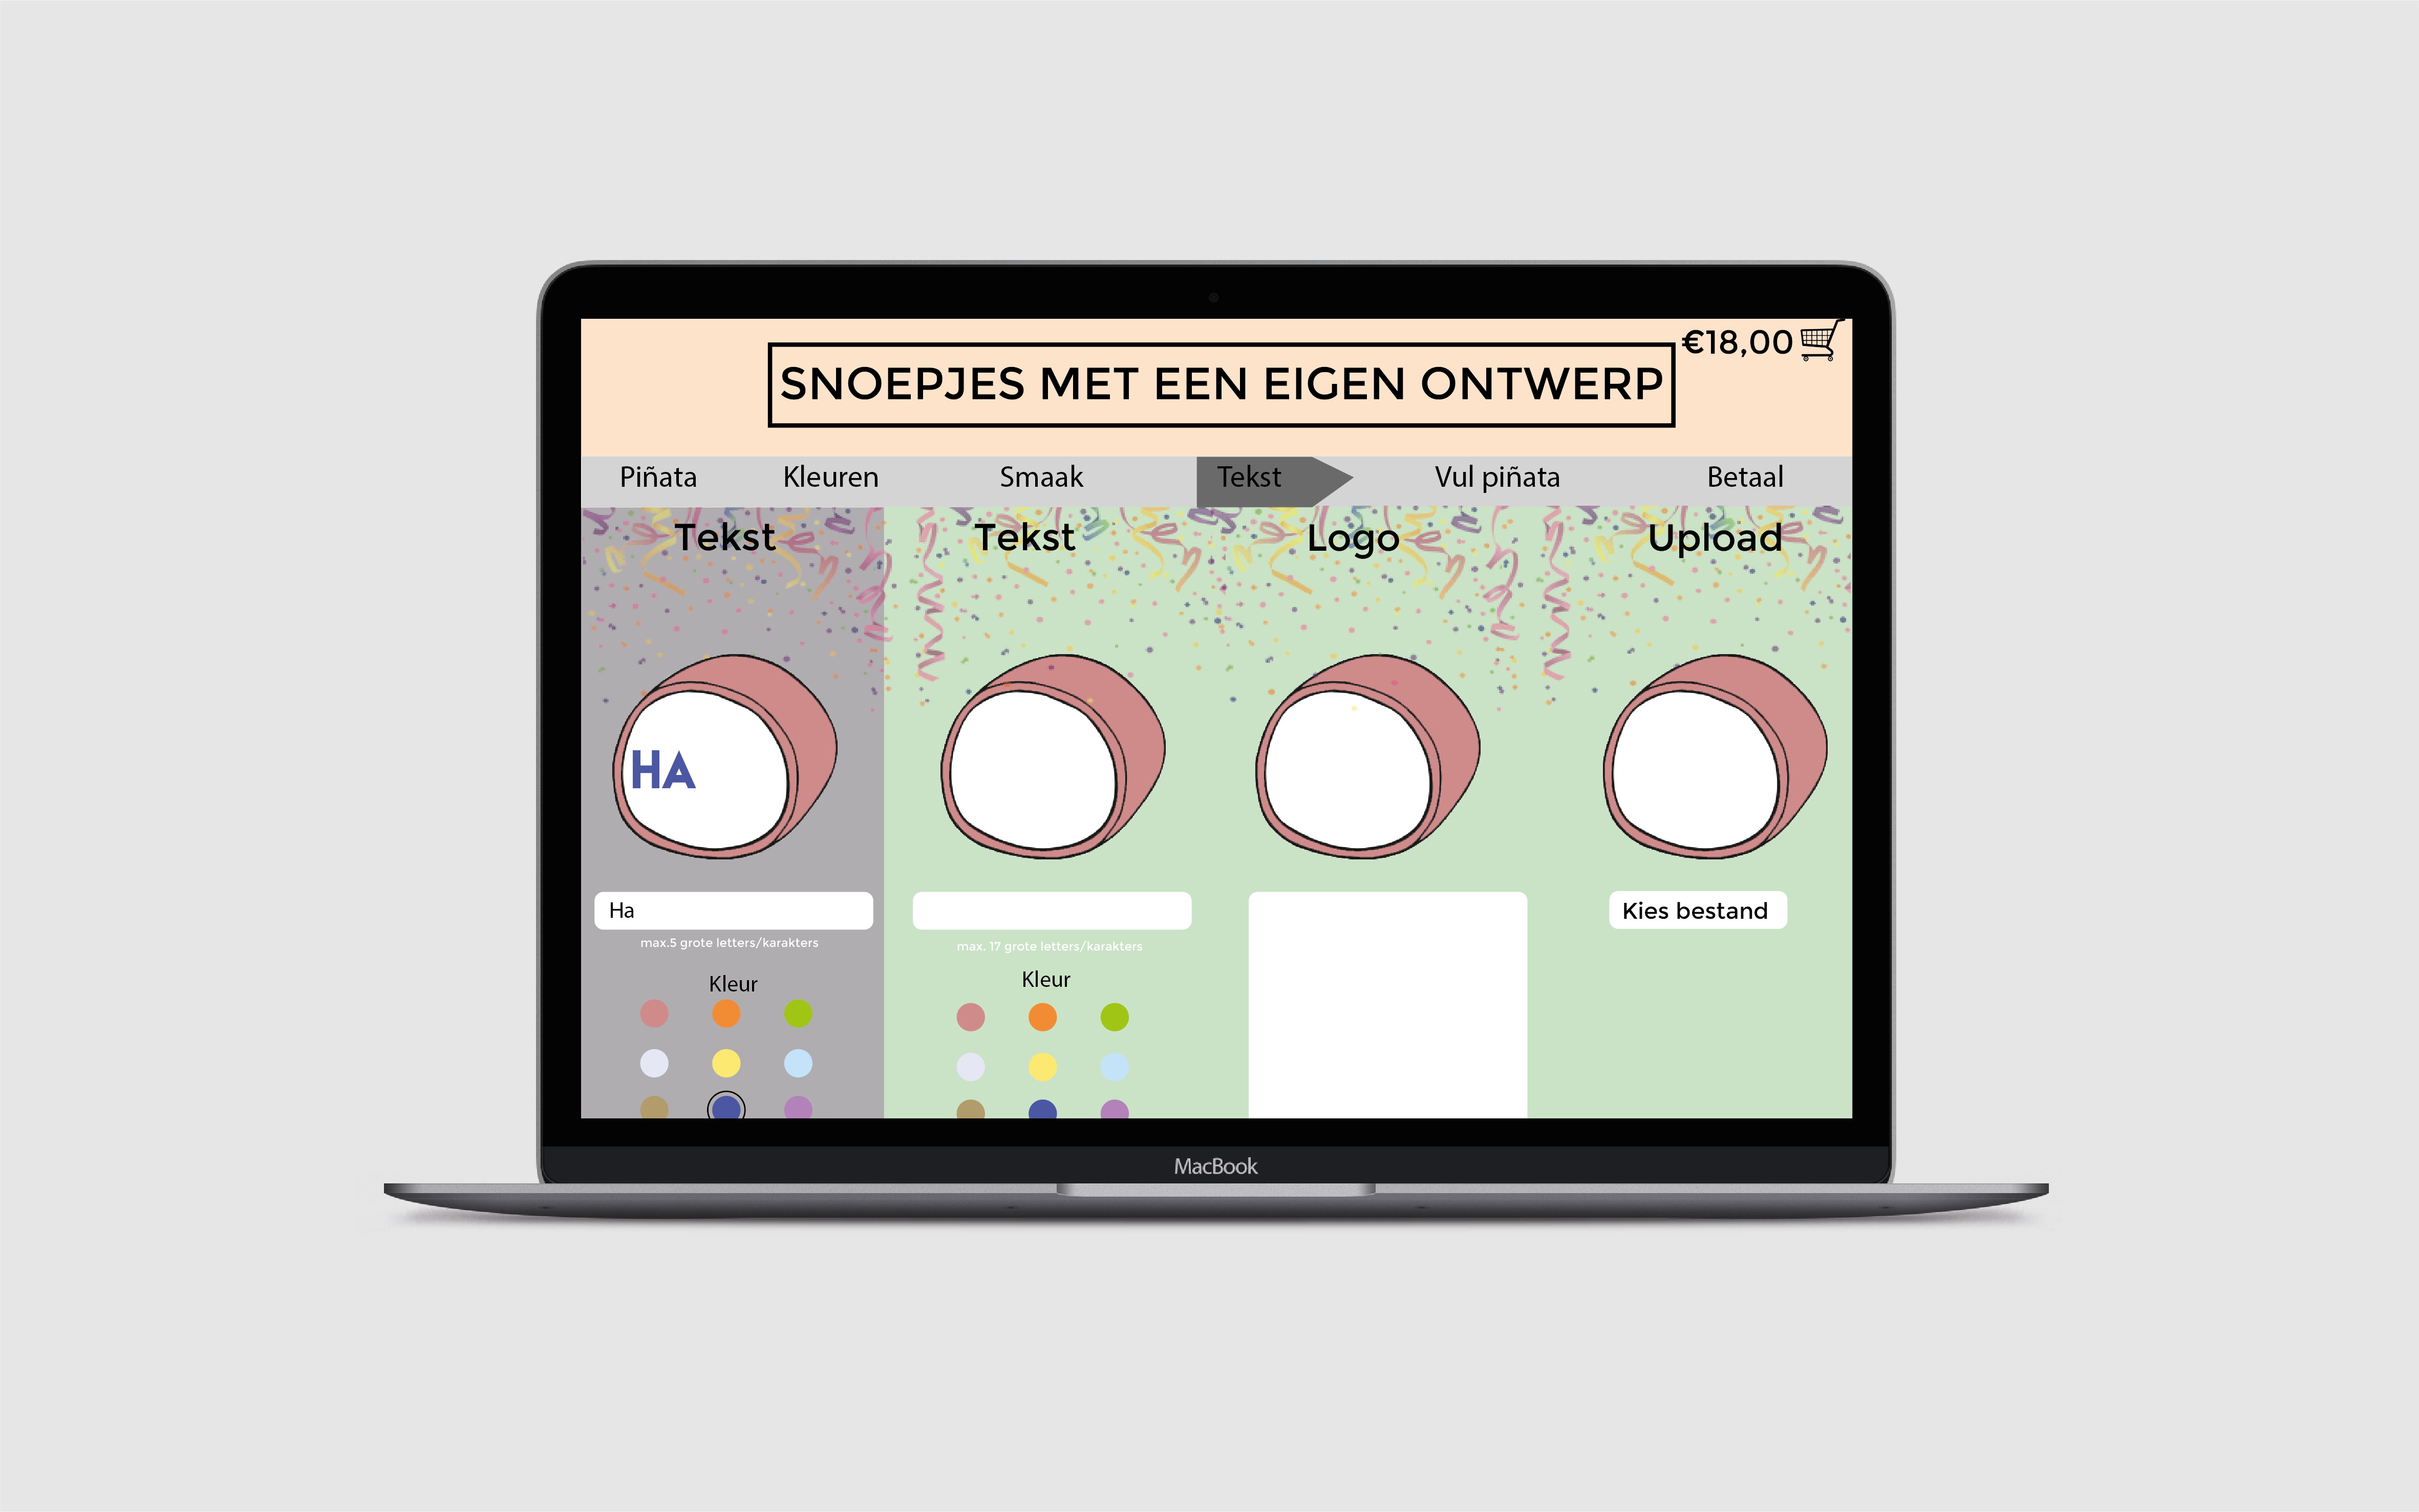 €18,00
SNOEPJES MET EEN EIGEN ONTWERP
Piñata Kleuren Smaak Tekst Vul piñata Betaal
Tekst Tekst Logo Upload
HA
Ha
Kies bestand
max.5 grote letters/karakters
max. 17 grote letters/karakters
Kleur
Kleur
MacBook